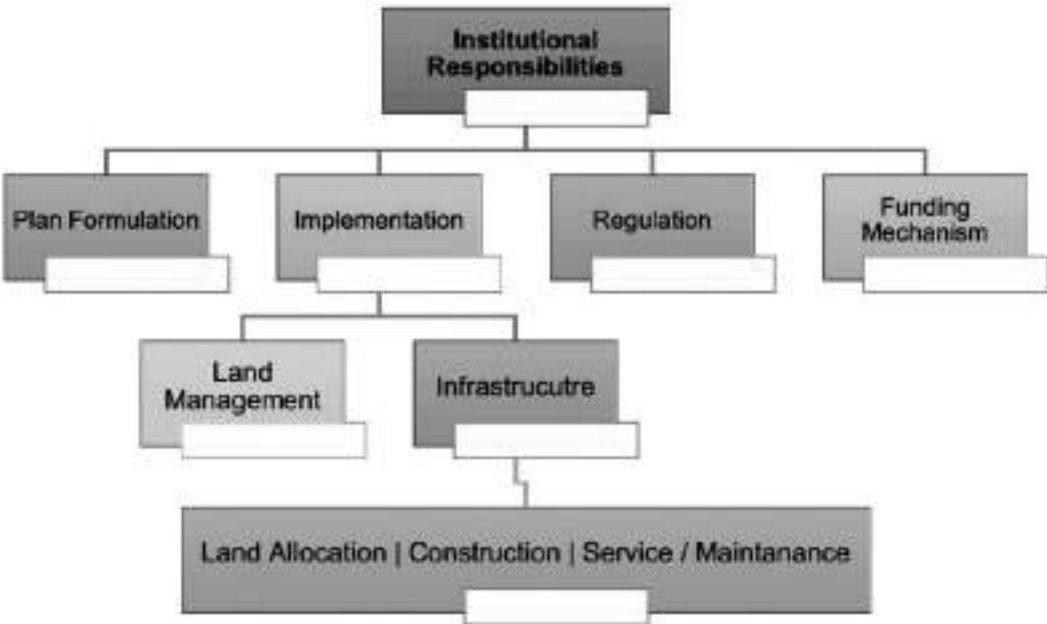 Institutional
Responsibilities
Plan Formulation
Implementation
Regulation
Funding
Mechanism
Land
Management
Infrastrucutre
Land Allocation | Construction | Service / Maintanance